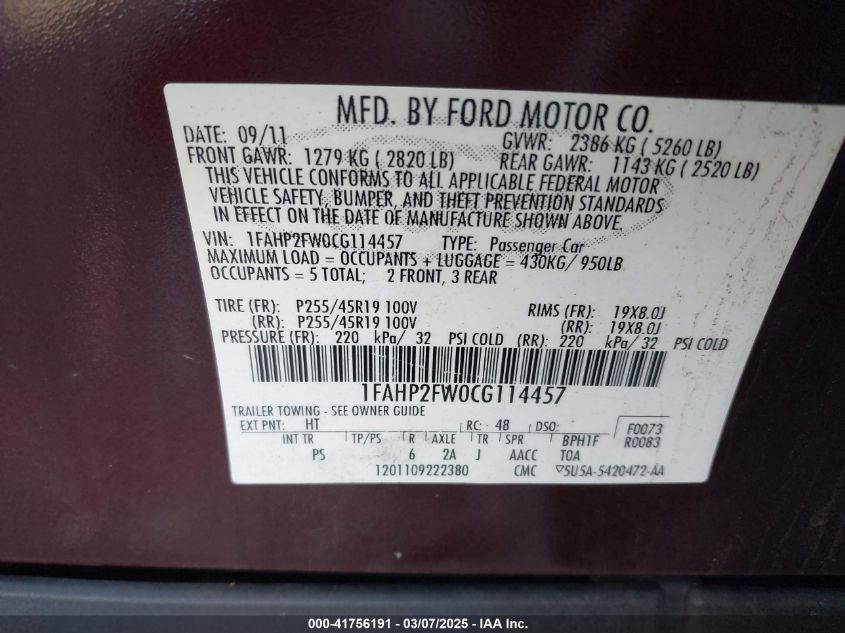 MFD. BY FORD MOTOR CO.
DATE: 09/11 GVWR: 2386 KG ( 5260 LB)
FRONT GAWR: 1279 KG ( 2820 LB) REAR GAWR: 1143 KG ( 2520 LB)
THIS VEHICLE CONFORMS TO ALL APPLICABLE FEDERAL MOTOR
VEHICLE SAFETY, BUMPER, AND THEFT PREVENTION STANDARDS
IN EFFECT ON THE DATE OF MANUFACTURE SHOWN ABOVE.
VIN: 1FAHP2FW0CG114457 TYPE: Passenger Car
MAXIMUM LOAD = OCCUPANTS + LUGGAGE = 430KG/ 950LB
OCCUPANTS = 5 TOTAL; 2 FRONT, 3 REAR
TIRE (FR): P255/45R19 100V RIMS (FR): 19X8.0J
(RR): P255/45R19 100V (RR): 19X8.0J
PRESSURE (FR): 220 kPa/ 32 PSI COLD (RR): 220 kPa/ 32 PSI COLD
1FAHP2FW0CG114457
TRAILER TOWING - SEE OWNER GUIDE
EXT PNT: HT RC: 48 DSO: F0073
INT TR TP/PS R AXLE TR SPR BPH1F R0083
PS 6 2A J AACC TOA
1201109222380 CMC ▽5U5A-5420472-AA
000-41756191 - 03/07/2025 - IAA Inc.